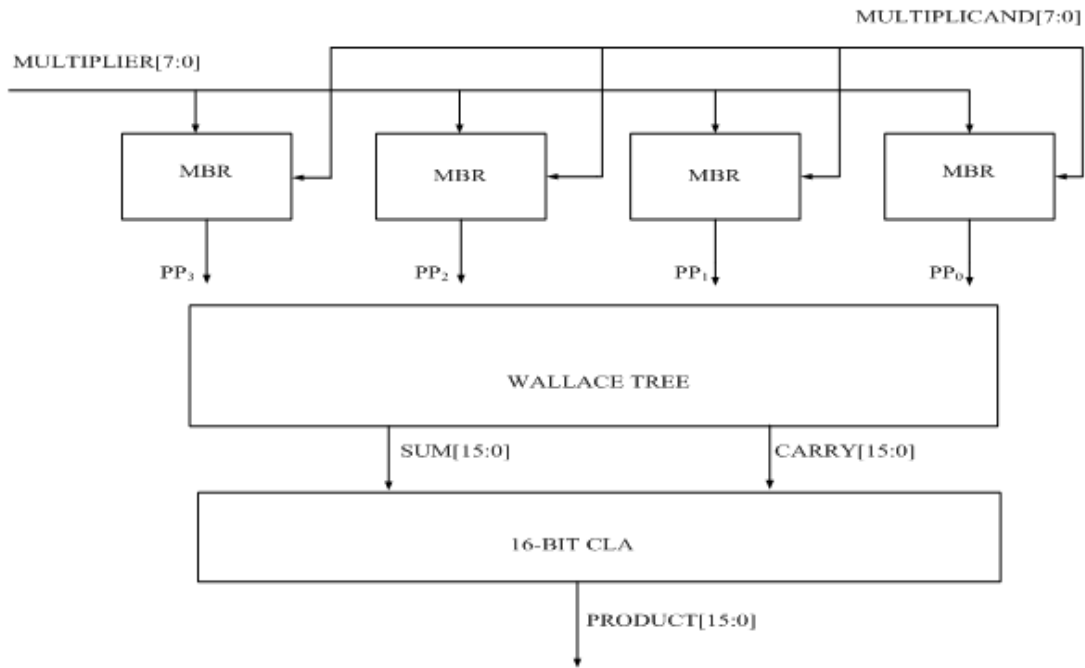 MULTIPLICAND[7:0]
MULTIPLIER[7:0]
MBR
MBR
MBR
MBR
PP₃
PP₂
PP₁
PP₀
WALLACE TREE
SUM[15:0]
CARRY[15:0]
16-BIT CLA
PRODUCT[15:0]